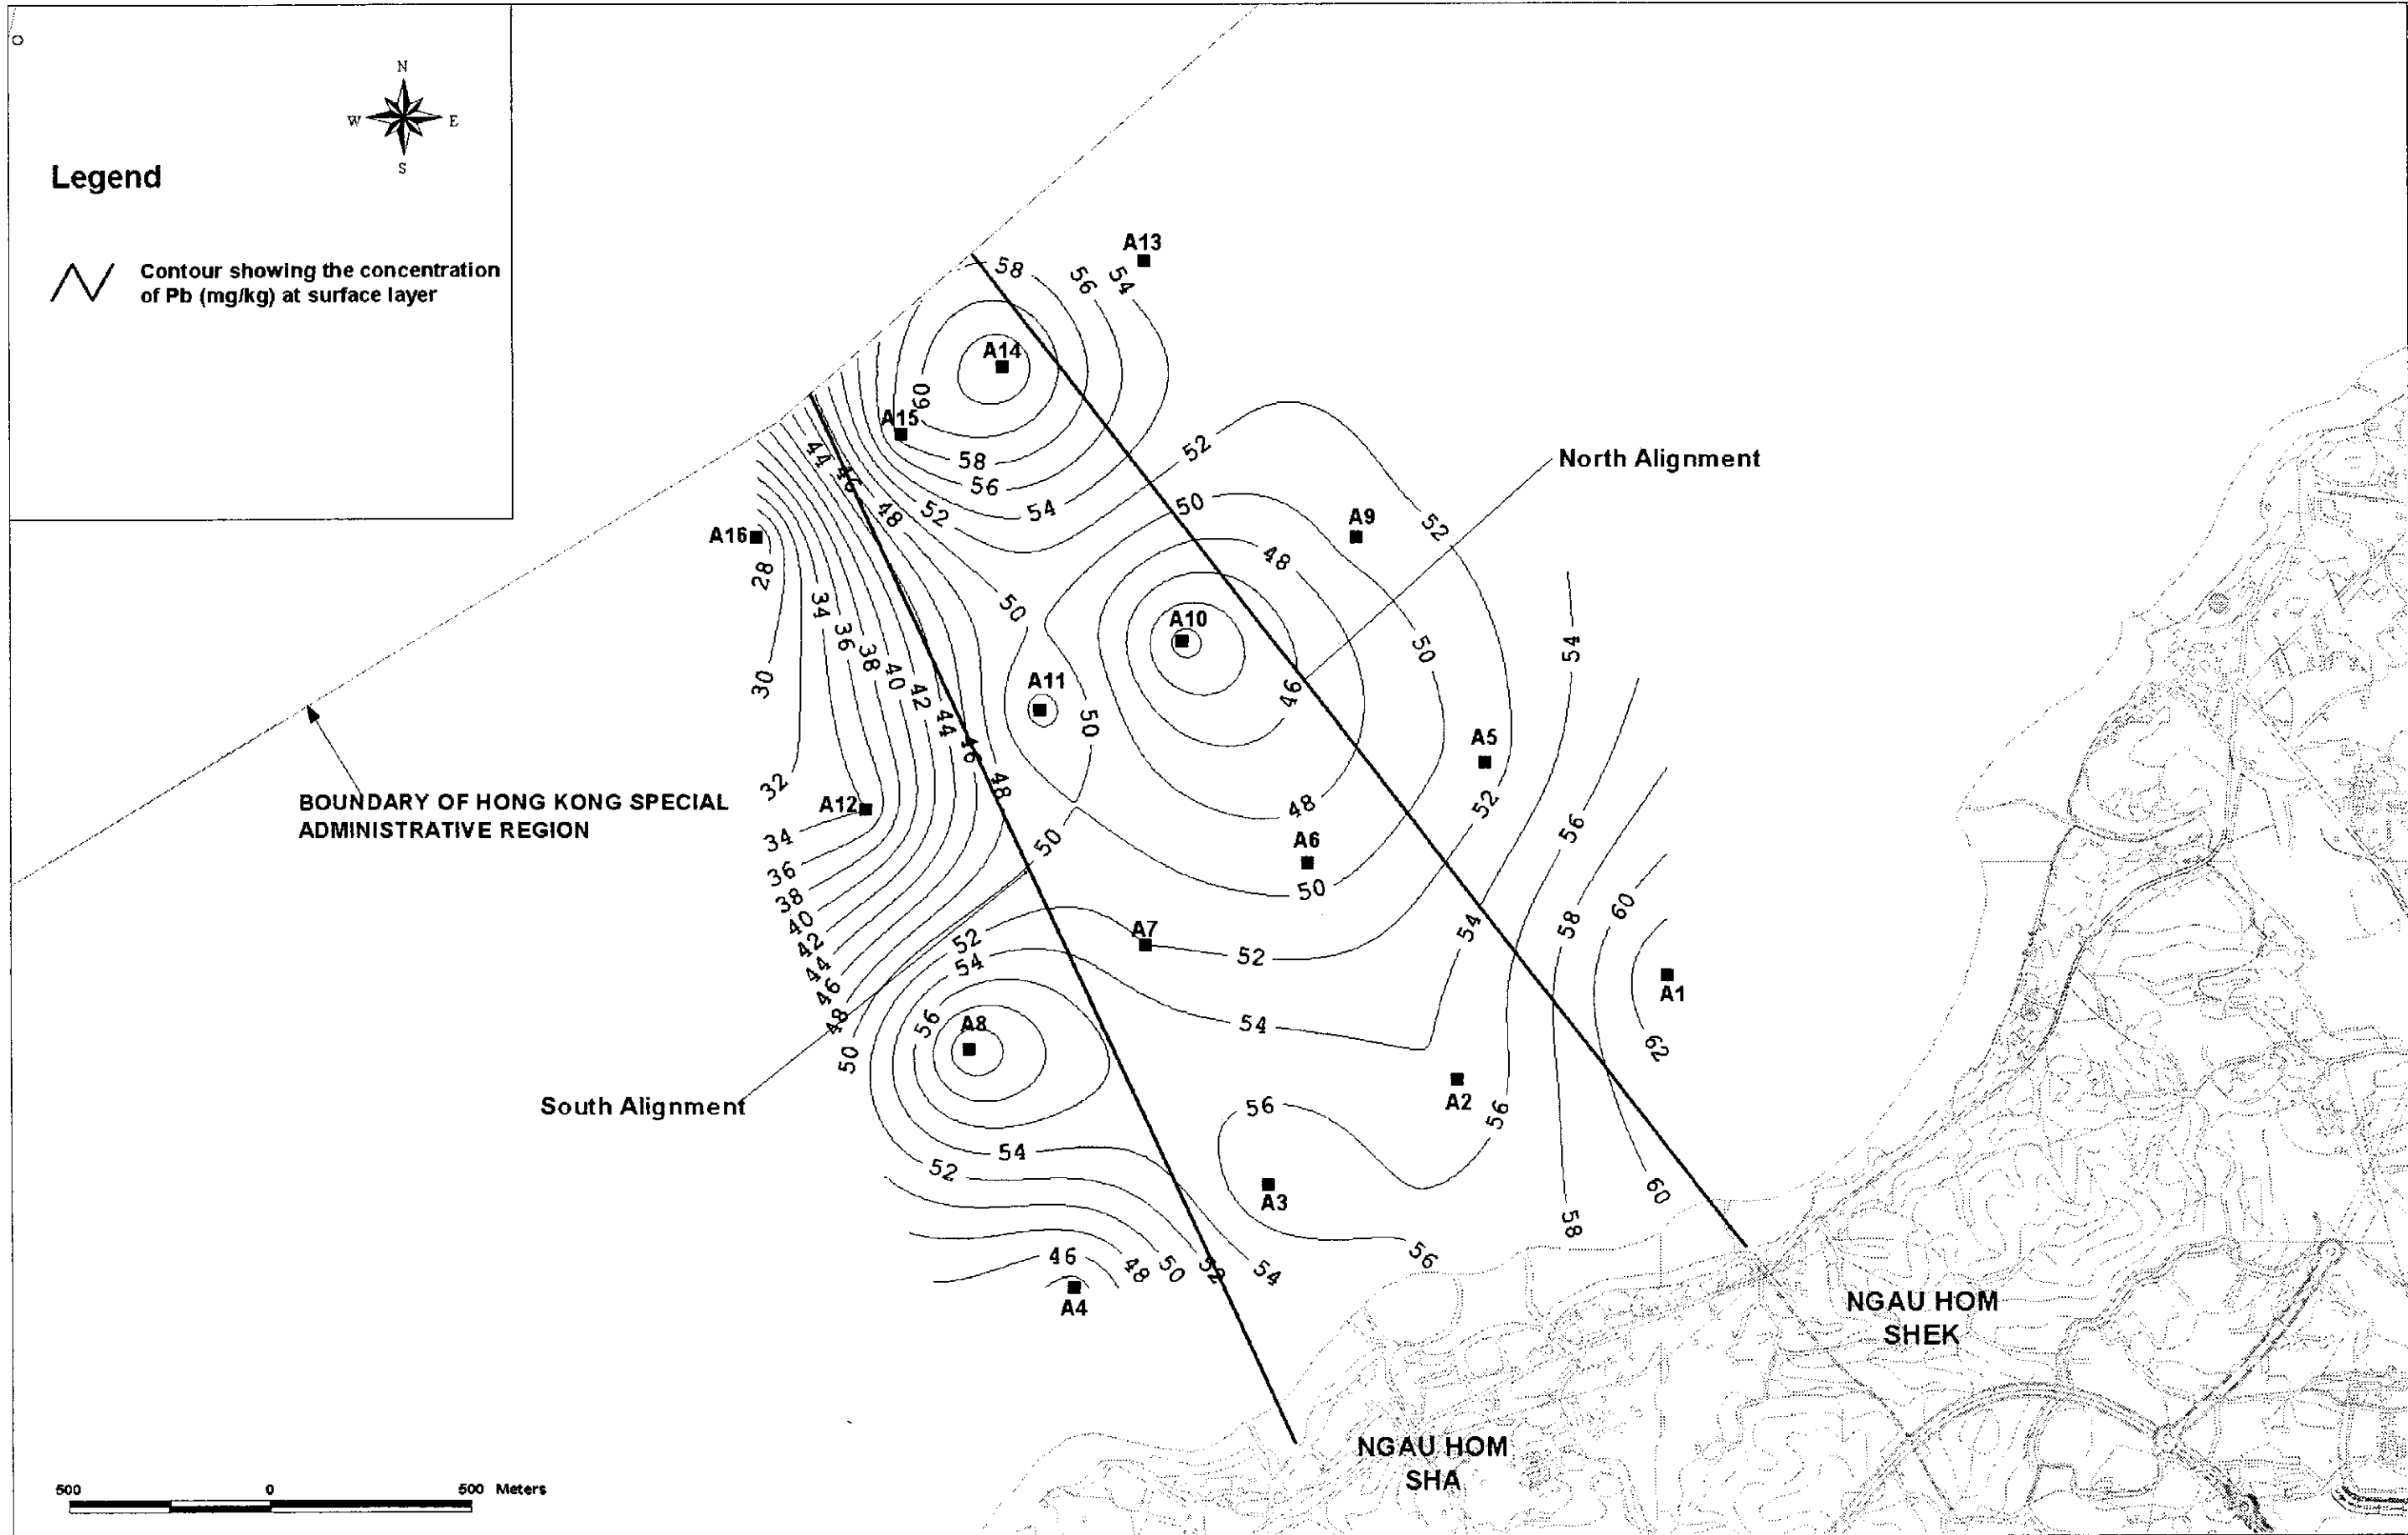 N
W E
S
Legend
Contour showing the concentration
of Pb (mg/kg) at surface layer
A13
58
56
54
A14
60
A15
58
56
54
52
52
44
46
48
50
North Alignment
A9
52
A16
48
28
50
34
A10
36
54
38
50
40
A11
30
42
46
44
50
A5
46
48
32
BOUNDARY OF HONG KONG SPECIAL
ADMINISTRATIVE REGION
A12
48
52
34
50
A6
56
36
50
38
60
40
58
54
A7
42
52
52
44
54
A1
46
48
56
A8
54
62
50
A2
South Alignment
56
56
54
52
60
A3
58
46
48
50
52
54
56
A4
NGAU HOM
SHEK
NGAU HOM
SHA
500 0 500 Meters